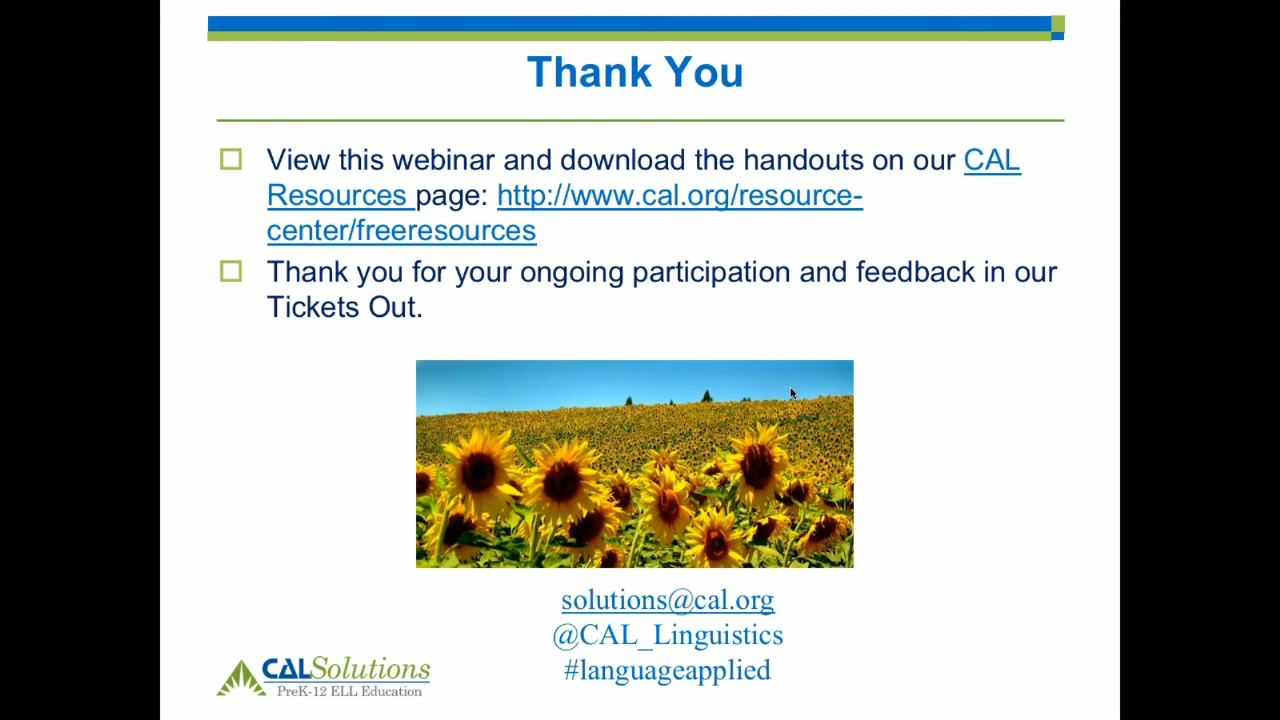 Thank You
View this webinar and download the handouts on our CAL
Resources page: http://www.cal.org/resource-
center/freeresources
Thank you for your ongoing participation and feedback in our
Tickets Out.
solutions@cal.org
@CAL_Linguistics
#languageapplied
CALSolutions
PreK-12 ELL Education